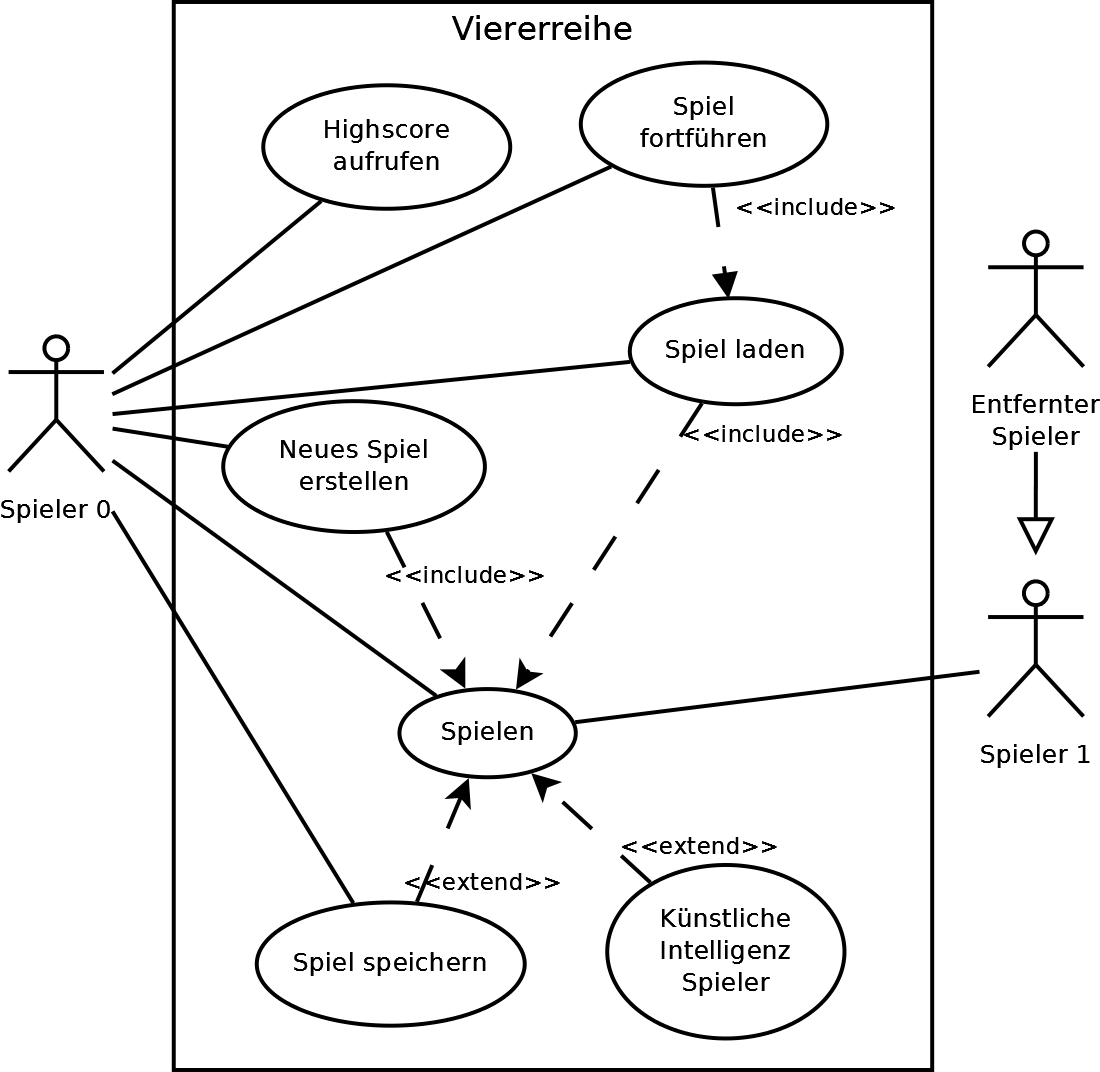 Viererreihe
Highscore
aufrufen
Spiel
fortführen
<<include>>
Spiel laden
<<include>>
Entfernter
Spieler
Neues Spiel
erstellen
Spieler 0
<<include>>
Spielen
Spieler 1
<<extend>>
<<extend>>
Spiel speichern
Künstliche
Intelligenz
Spieler